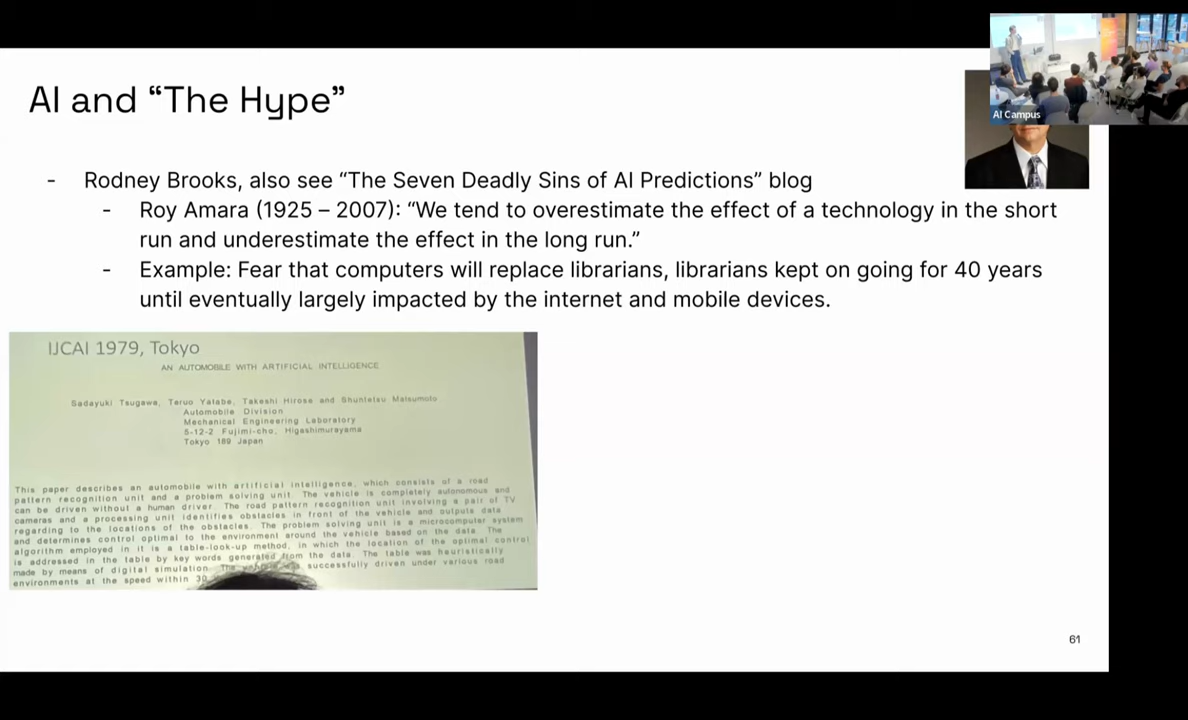 AI Campus
AI and “The Hype”
- Rodney Brooks, also see “The Seven Deadly Sins of AI Predictions” blog
- Roy Amara (1925 – 2007): “We tend to overestimate the effect of a technology in the short
run and underestimate the effect in the long run.”
- Example: Fear that computers will replace librarians, librarians kept on going for 40 years
until eventually largely impacted by the internet and mobile devices.
IJCAI 1979, Tokyo
AN AUTOMOBILE WITH ARTIFICIAL INTELLIGENCE
Sadayuki Tsugawa, Teruo Yatabe, Takeshi Hirose and Shuntetsu Matsumoto
Automobile Division
Mechanical Engineering Laboratory
5-12-2 Fujimi-cho, Higashimurayama
Tokyo 189 Japan
This paper describes an automobile with artificial intelligence, which consists of a road
pattern recognition unit and a problem solving unit. The vehicle is completely autonomous and
can be driven without a human driver. The road pattern recognition unit involving a pair of TV
cameras and a processing unit identifies obstacles in front of the vehicle and outputs data
regarding to the locations of the obstacles. The problem solving unit is a microcomputer system
and determines control optimal to the environment around the vehicle based on the data. The
algorithm employed in it is a table-look-up method, in which the location of the optimal control
is addressed in the table by key words generated from the data. The table was heuristically
made by means of digital simulation. The successfully driven under various road
environments at the speed within 30
61